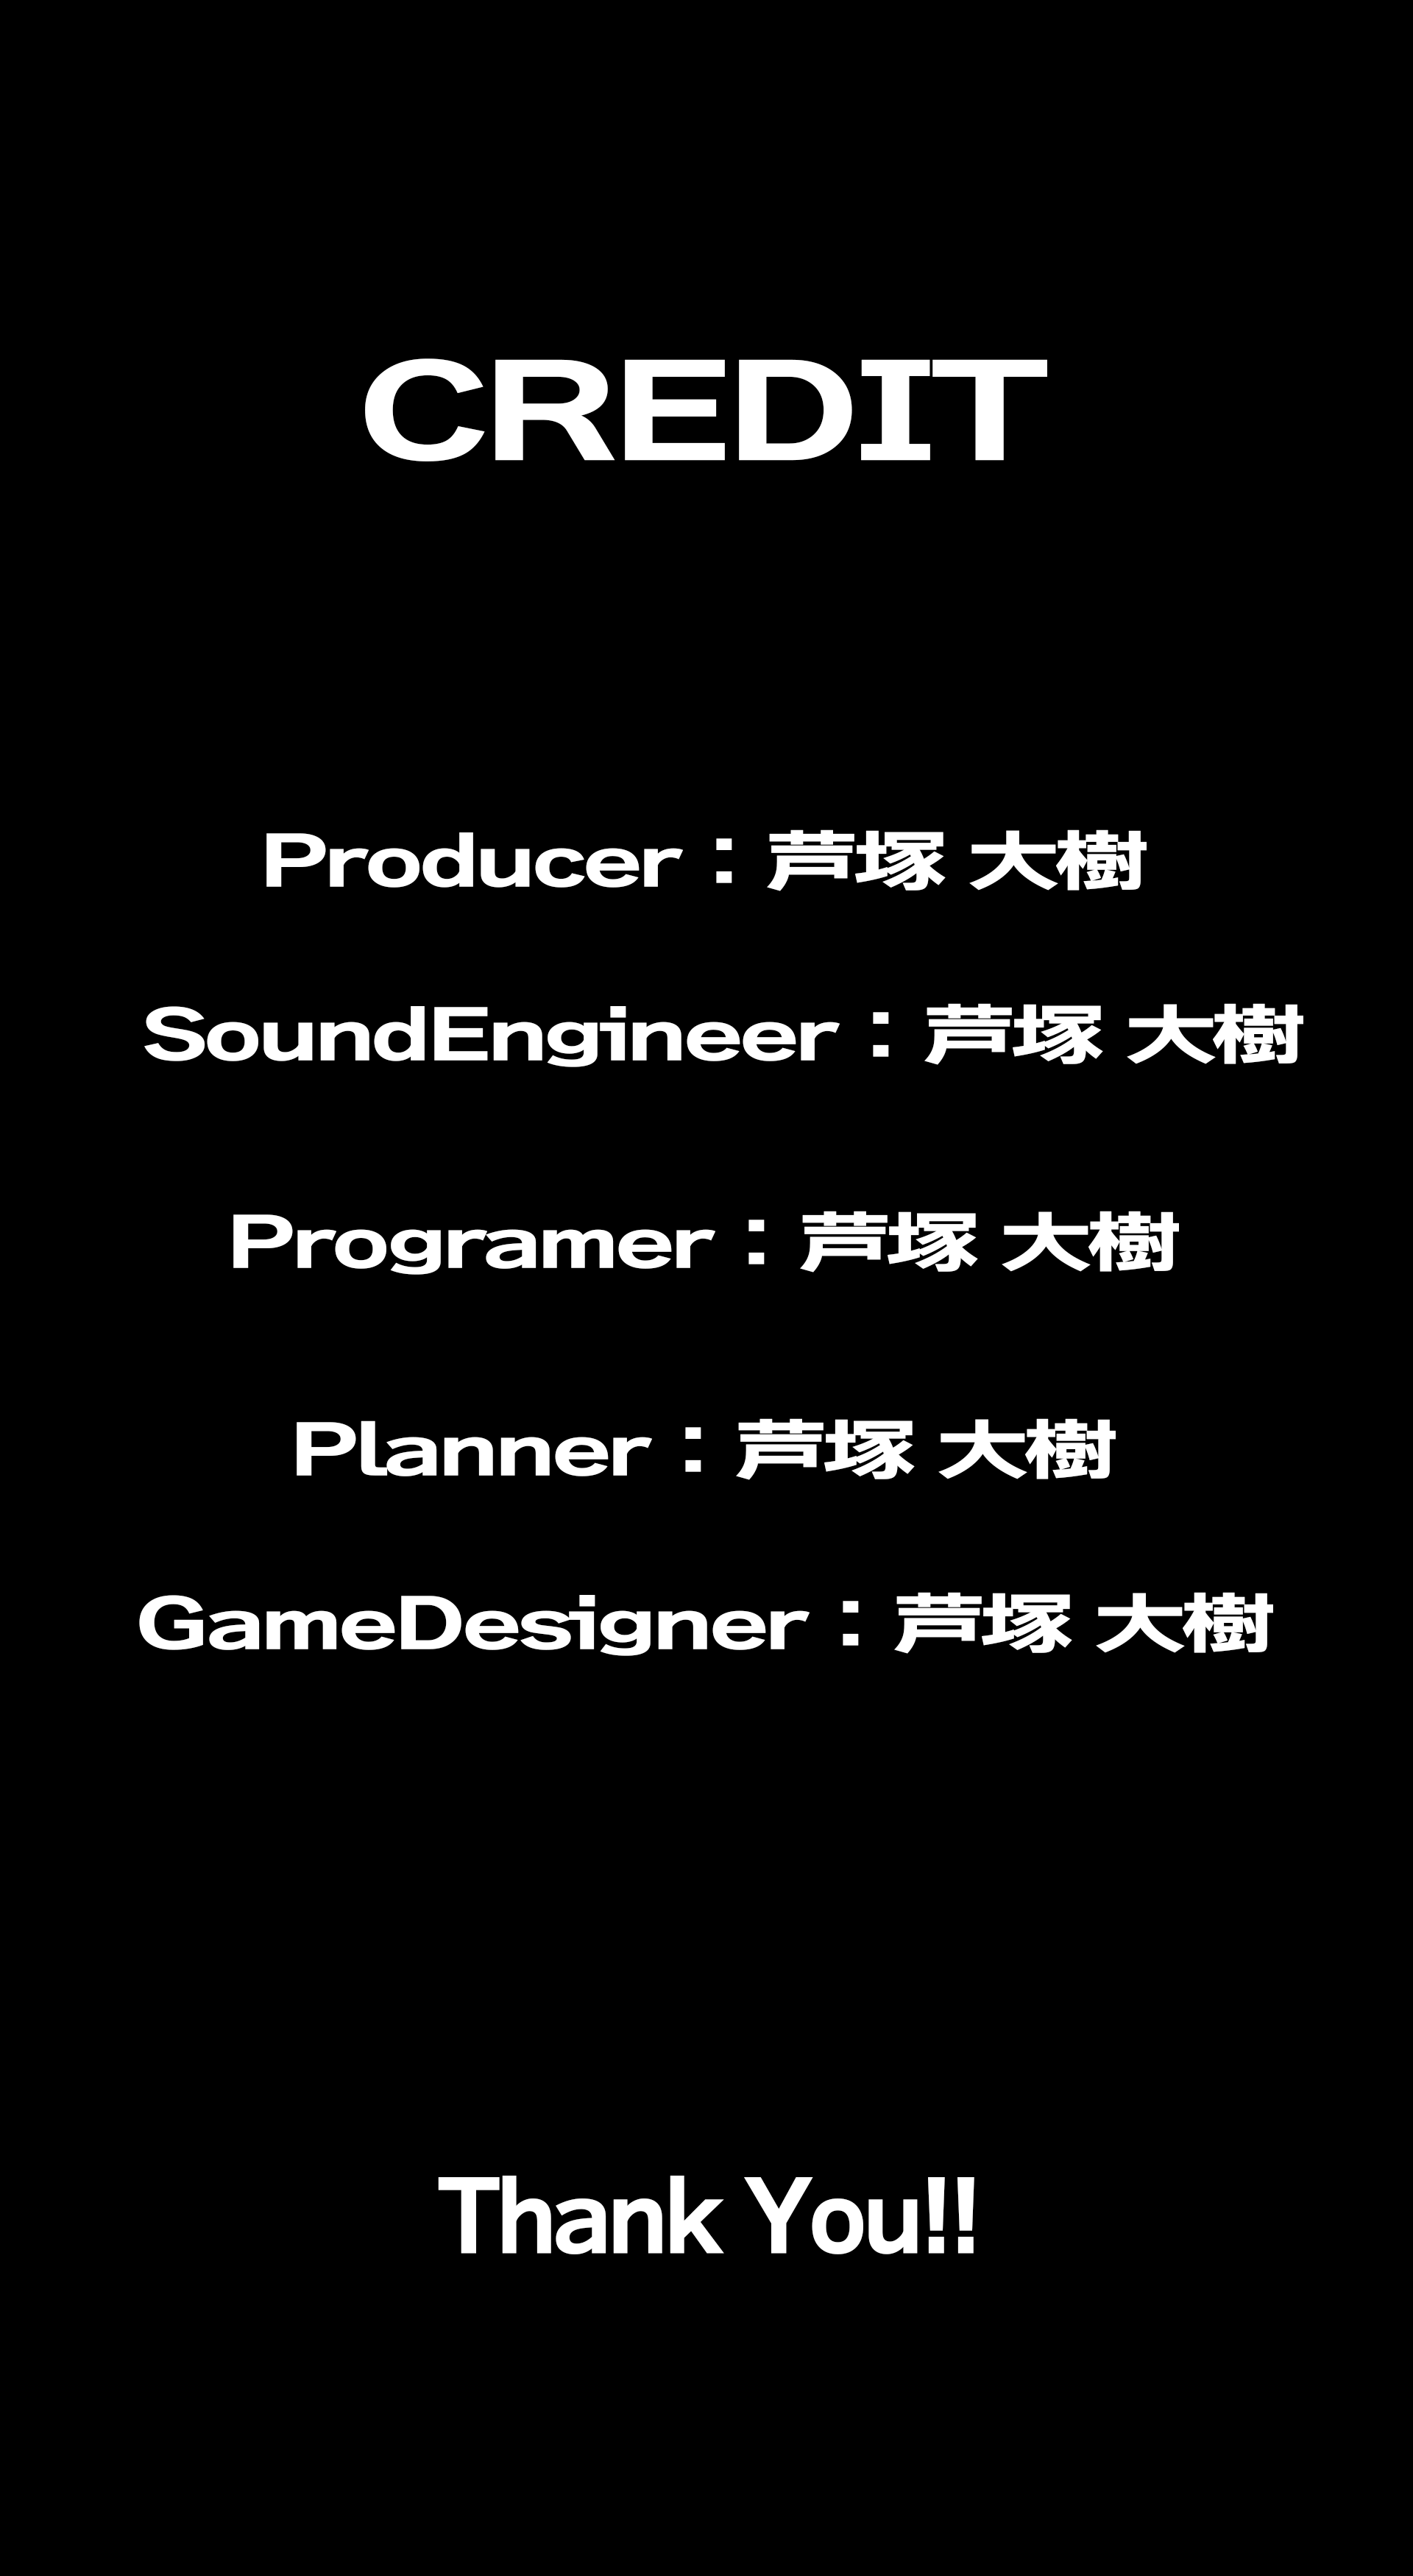 CREDIT
Producer：芦塚 大樹
SoundEngineer：芦塚 大樹
Programer：芦塚 大樹
Planner：芦塚 大樹
GameDesigner：芦塚 大樹
Thank You!!